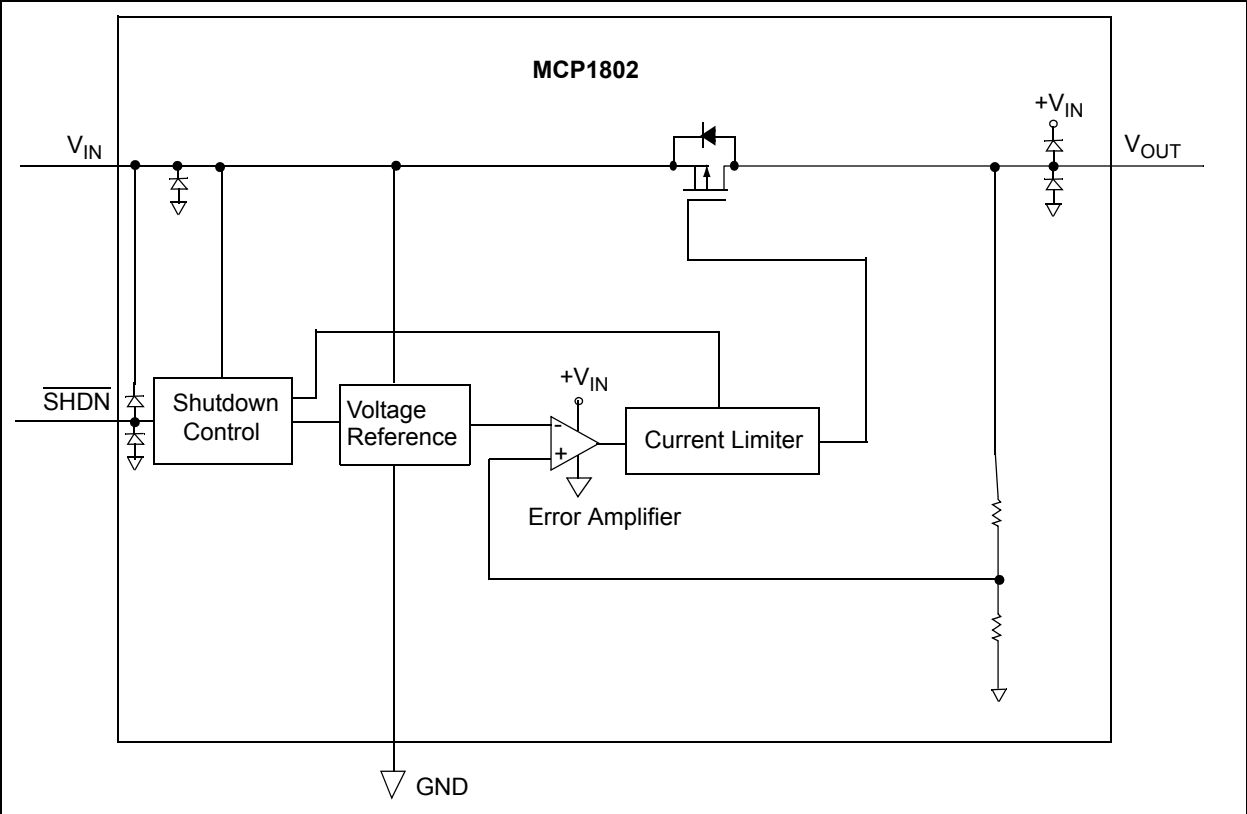 MCP1802
+VIN
VIN
VOUT
SHDN
Shutdown
Control
Voltage
Reference
+VIN
-
+
Current Limiter
Error Amplifier
GND